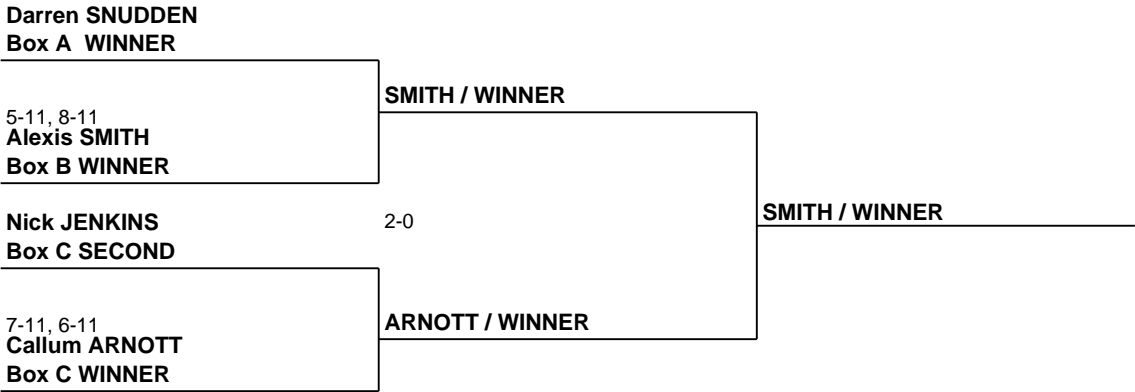 Darren SNUDDEN
Box A  WINNER
SMITH / WINNER
5-11, 8-11
Alexis SMITH
Box B WINNER
Nick JENKINS
2-0
SMITH / WINNER
Box C SECOND
7-11, 6-11
ARNOTT / WINNER
Callum ARNOTT
Box C WINNER